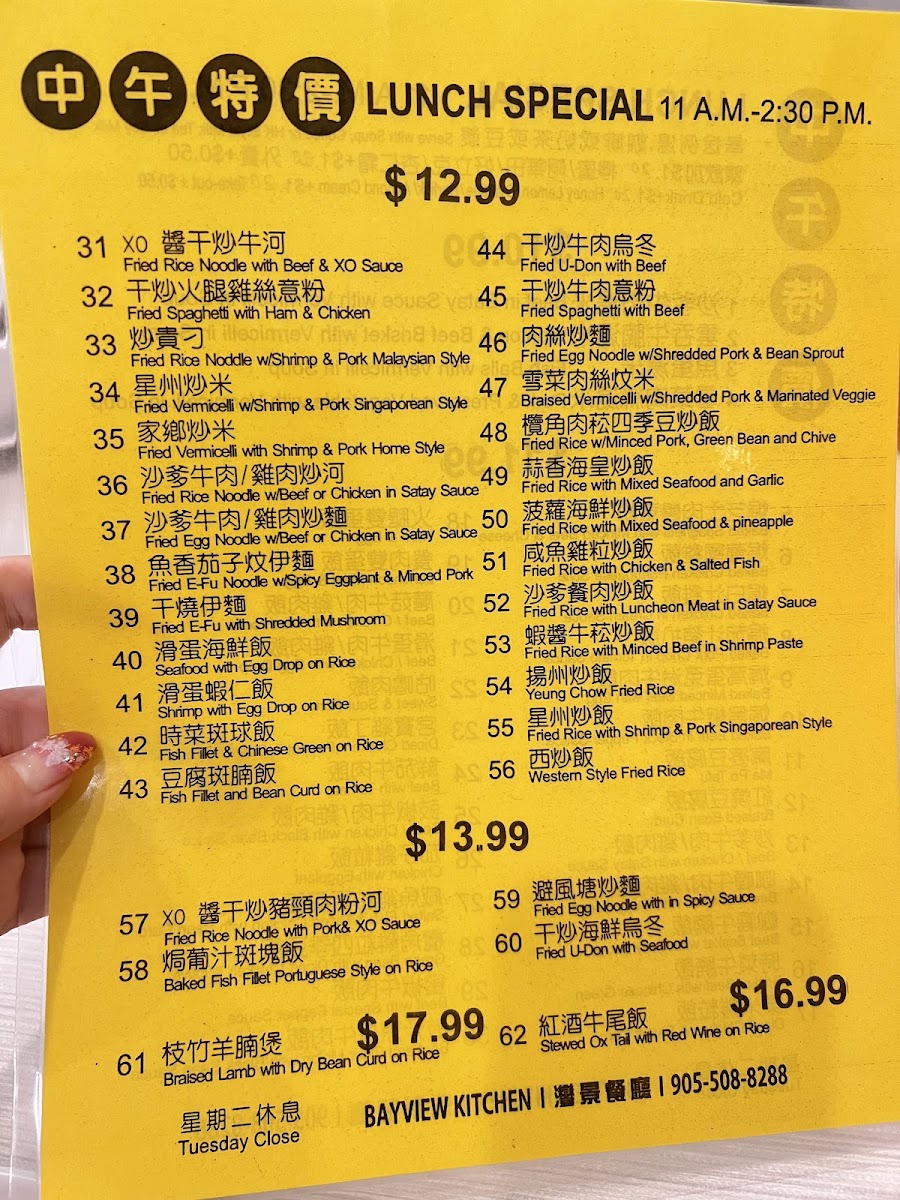 中午特價 LUNCH SPECIAL 11 A.M.-2:30 P.M.
$12.99
31 XO 醬干炒牛河
Fried Rice Noodle with Beef & XO Sauce
32 干炒火腿雞絲意粉
Fried Spaghetti with Ham & Chicken
33 炒貴刁
Fried Rice Noddle w/Shrimp & Pork Malaysian Style
34 星州炒米
Fried Vermicelli w/Shrimp & Pork Singaporean Style
35 家鄉炒米
Fried Vermicelli with Shrimp & Pork Home Style
36 沙爹牛肉/雞肉炒河
Fried Rice Noodle w/Beef or Chicken in Satay Sauce
37 沙爹牛肉/雞肉炒麵
Fried Egg Noodle w/Beef or Chicken in Satay Sauce
38 魚香茄子炆伊麵
Fried E-Fu Noodle w/Spicy Eggplant & Minced Pork
39 干燒伊麵
Fried E-Fu with Shredded Mushroom
40 滑蛋海鮮飯
Seafood with Egg Drop on Rice
41 滑蛋蝦仁飯
Shrimp with Egg Drop on Rice
42 時菜斑球飯
Fish Fillet & Chinese Green on Rice
43 豆腐斑腩飯
Fish Fillet and Bean Curd on Rice
44 干炒牛肉烏冬
Fried U-Don with Beef
45 干炒牛肉意粉
Fried Spaghetti with Beef
46 肉絲炒麵
Fried Egg Noodle w/Shredded Pork & Bean Sprout
47 雪菜肉絲炆米
Braised Vermicelli w/Shredded Pork & Marinated Veggie
48 欖角肉菘四季豆炒飯
Fried Rice w/Minced Pork, Green Bean and Chive
49 蒜香海皇炒飯
Fried Rice with Mixed Seafood and Garlic
50 菠蘿海鮮炒飯
Fried Rice with Mixed Seafood & pineapple
51 咸魚雞粒炒飯
Fried Rice with Chicken & Salted Fish
52 沙爹餐肉炒飯
Fried Rice with Luncheon Meat in Satay Sauce
53 蝦醬牛菘炒飯
Fried Rice with Minced Beef in Shrimp Paste
54 揚州炒飯
Yeung Chow Fried Rice
55 星州炒飯
Fried Rice with Shrimp & Pork Singaporean Style
56 西炒飯
Western Style Fried Rice
$13.99
57 XO 醬干炒豬頸肉粉河
Fried Rice Noodle with Pork& XO Sauce
58 焗葡汁斑塊飯
Baked Fish Fillet Portuguese Style on Rice
59 避風塘炒麵
Fried Egg Noodle with in Spicy Sauce
60 干炒海鮮烏冬
Fried U-Don with Seafood
$17.99
61 枝竹羊腩煲
Braised Lamb with Dry Bean Curd on Rice
$16.99
62 紅酒牛尾飯
Stewed Ox Tail with Red Wine on Rice
星期二休息
Tuesday Close
BAYVIEW KITCHEN | 灣景餐廳 | 905-508-8288